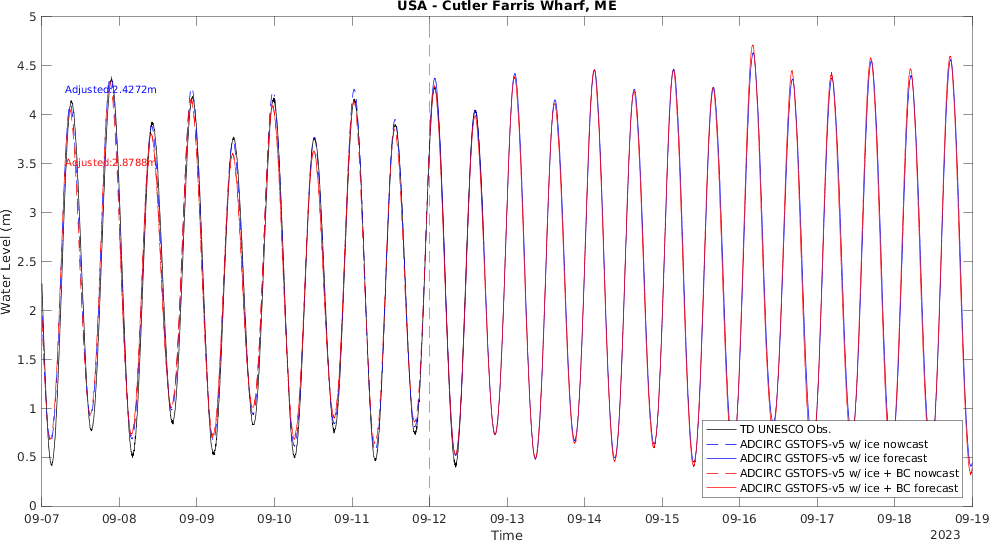 USA - Cutler Farris Wharf, ME
5
4.5
4
3.5
3
2.5
2
1.5
1
0.5
0
Water Level (m)
Adjusted:2.4272m
Adjusted:2.8788m
TD UNESCO Obs.
ADCIRC GSTOFS-v5 w/ ice nowcast
ADCIRC GSTOFS-v5 w/ ice forecast
ADCIRC GSTOFS-v5 w/ ice + BC nowcast
ADCIRC GSTOFS-v5 w/ ice + BC forecast
09-07 09-08 09-09 09-10 09-11 09-12 09-13 09-14 09-15 09-16 09-17 09-18 09-19
Time
2023